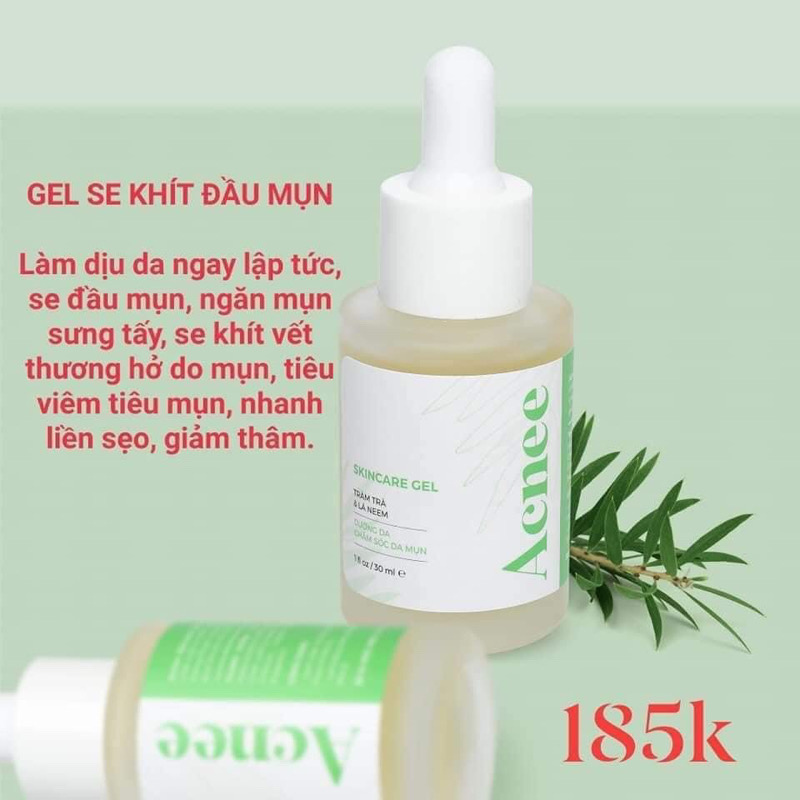 GEL SE KHÍT ĐẦU MỤN
Làm dịu da ngay lập tức,
se đầu mụn, ngăn mụn
sưng tấy, se khít vết
thương hở do mụn, tiêu
viêm tiêu mụn, nhanh
liền sẹo, giảm thâm.
Acnee
SKINCARE GEL
TRÀM TRÀ
& LÁ NEEM
DƯỠNG DA
CHĂM SÓC DA MỤN
1 fl oz / 30 ml ℮
Acnee
185k